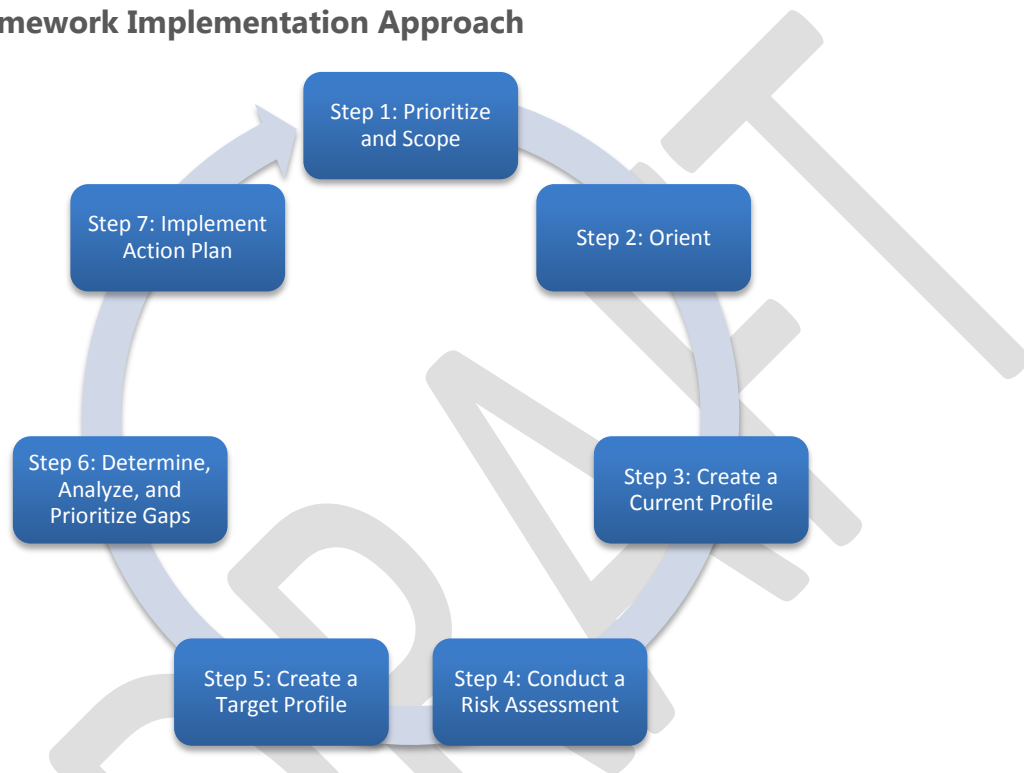 mework Implementation Approach
Step 1: Prioritize
and Scope
Step 2: Orient
Step 3: Create a
Current Profile
Step 4: Conduct a
Risk Assessment
Step 5: Create a
Target Profile
Step 6: Determine,
Analyze, and
Prioritize Gaps
Step 7: Implement
Action Plan
DRAFT